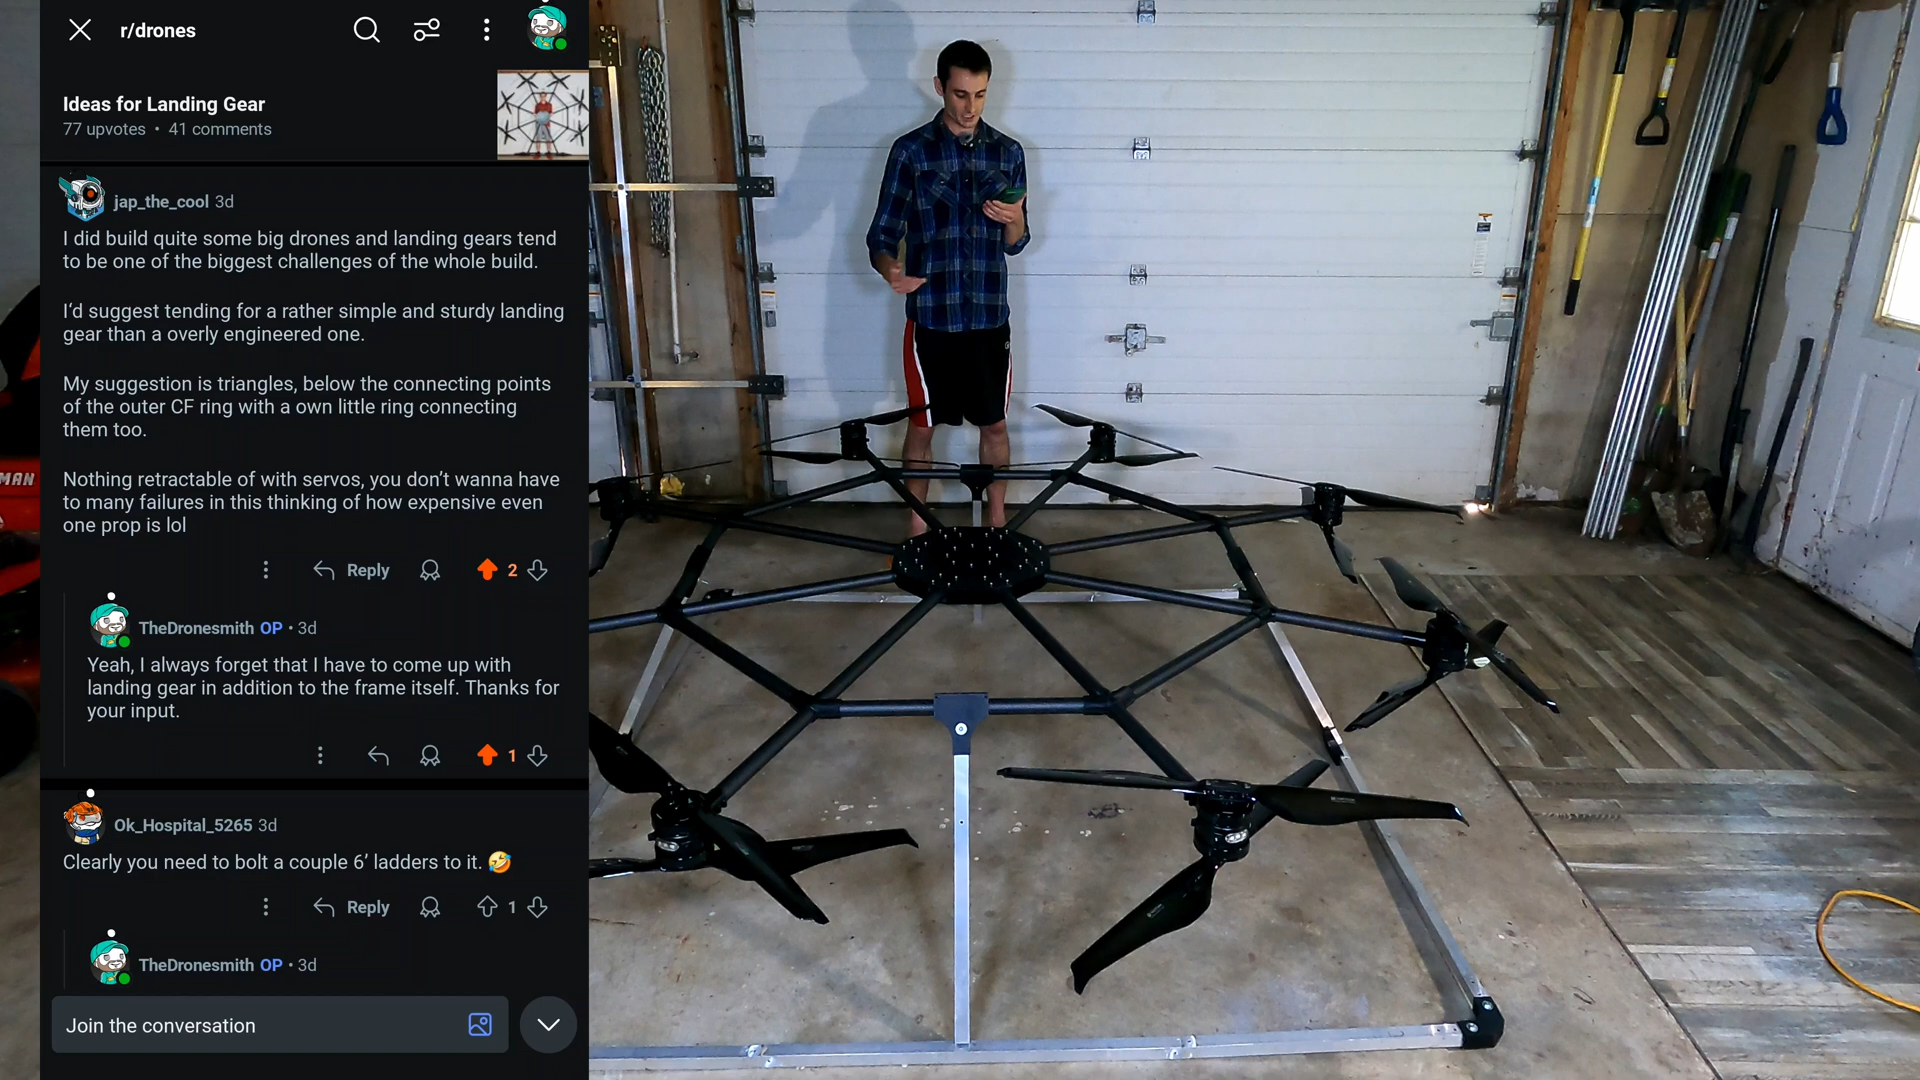 r/drones
Ideas for Landing Gear
77 upvotes • 41 comments
jap_the_cool 3d
I did build quite some big drones and landing gears tend
to be one of the biggest challenges of the whole build.
I'd suggest tending for a rather simple and sturdy landing
gear than a overly engineered one.
My suggestion is triangles, below the connecting points
of the outer CF ring with a own little ring connecting
them too.
Nothing retractable of with servos, you don't wanna have
to many failures in this thinking of how expensive even
one prop is lol
Reply 2
TheDronesmith OP • 3d
Yeah, I always forget that I have to come up with
landing gear in addition to the frame itself. Thanks for
your input.
1
Ok_Hospital_5265 3d
Clearly you need to bolt a couple 6' ladders to it. 🤣
Reply 1
TheDronesmith OP • 3d
Join the conversation
MAN